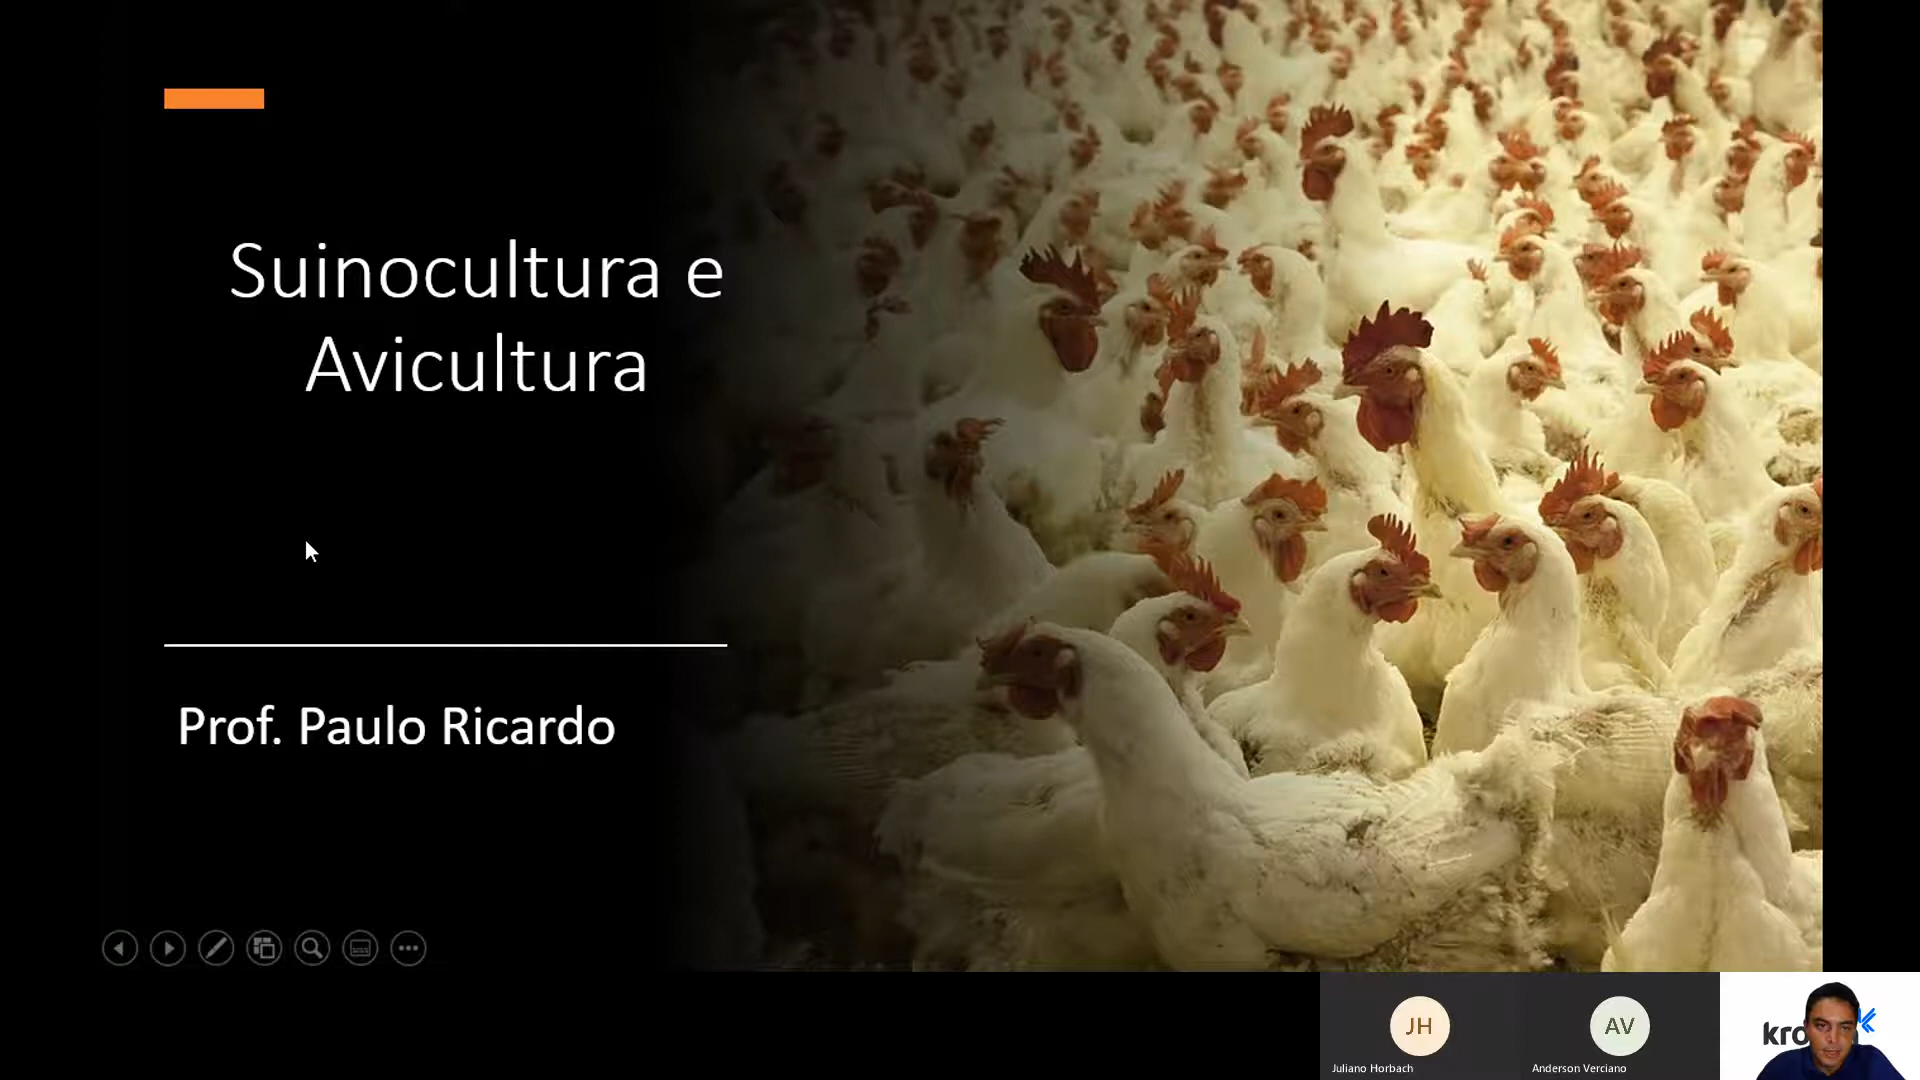 Suinocultura e
Avicultura
Prof. Paulo Ricardo
JH
Juliano Horbach
AV
Anderson Verciano